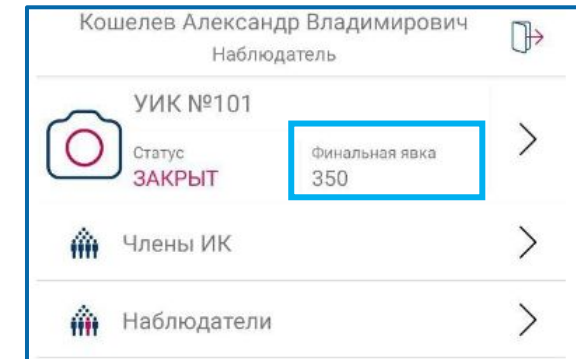 Кошелев Александр Владимирович
Наблюдатель
УИК №101
Статус
Финальная явка
ЗАКРЫТ
350
Члены ИК
Наблюдатели